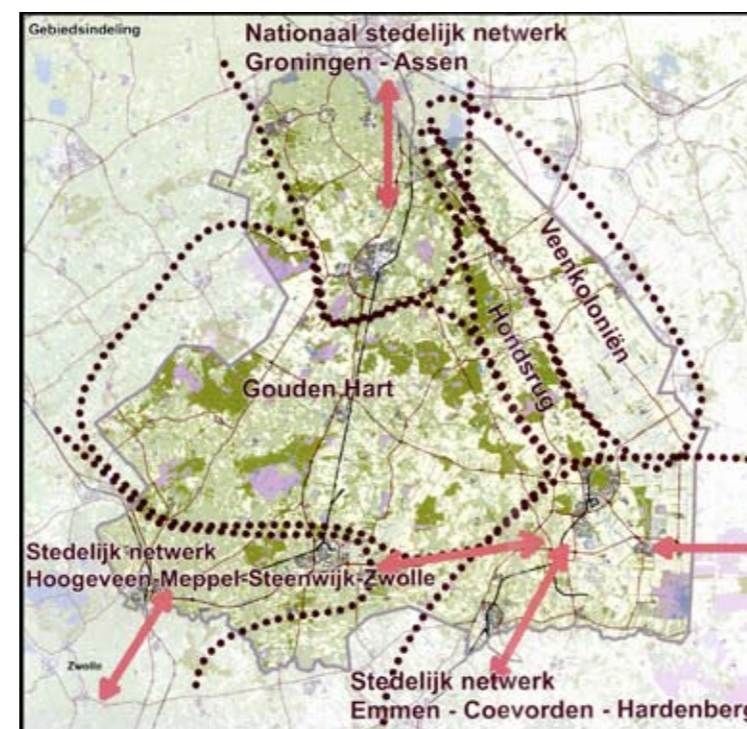 Gebiedsindeling
Nationaal stedelijk netwerk
Groningen - Assen
Veenkoloniën
Hondsrug
Gouden Hart
Stedelijk netwerk
Hoogeveen-Meppel-Steenwijk-Zwolle
Zwolle
Stedelijk netwerk
Emmen - Coevorden - Hardenberg